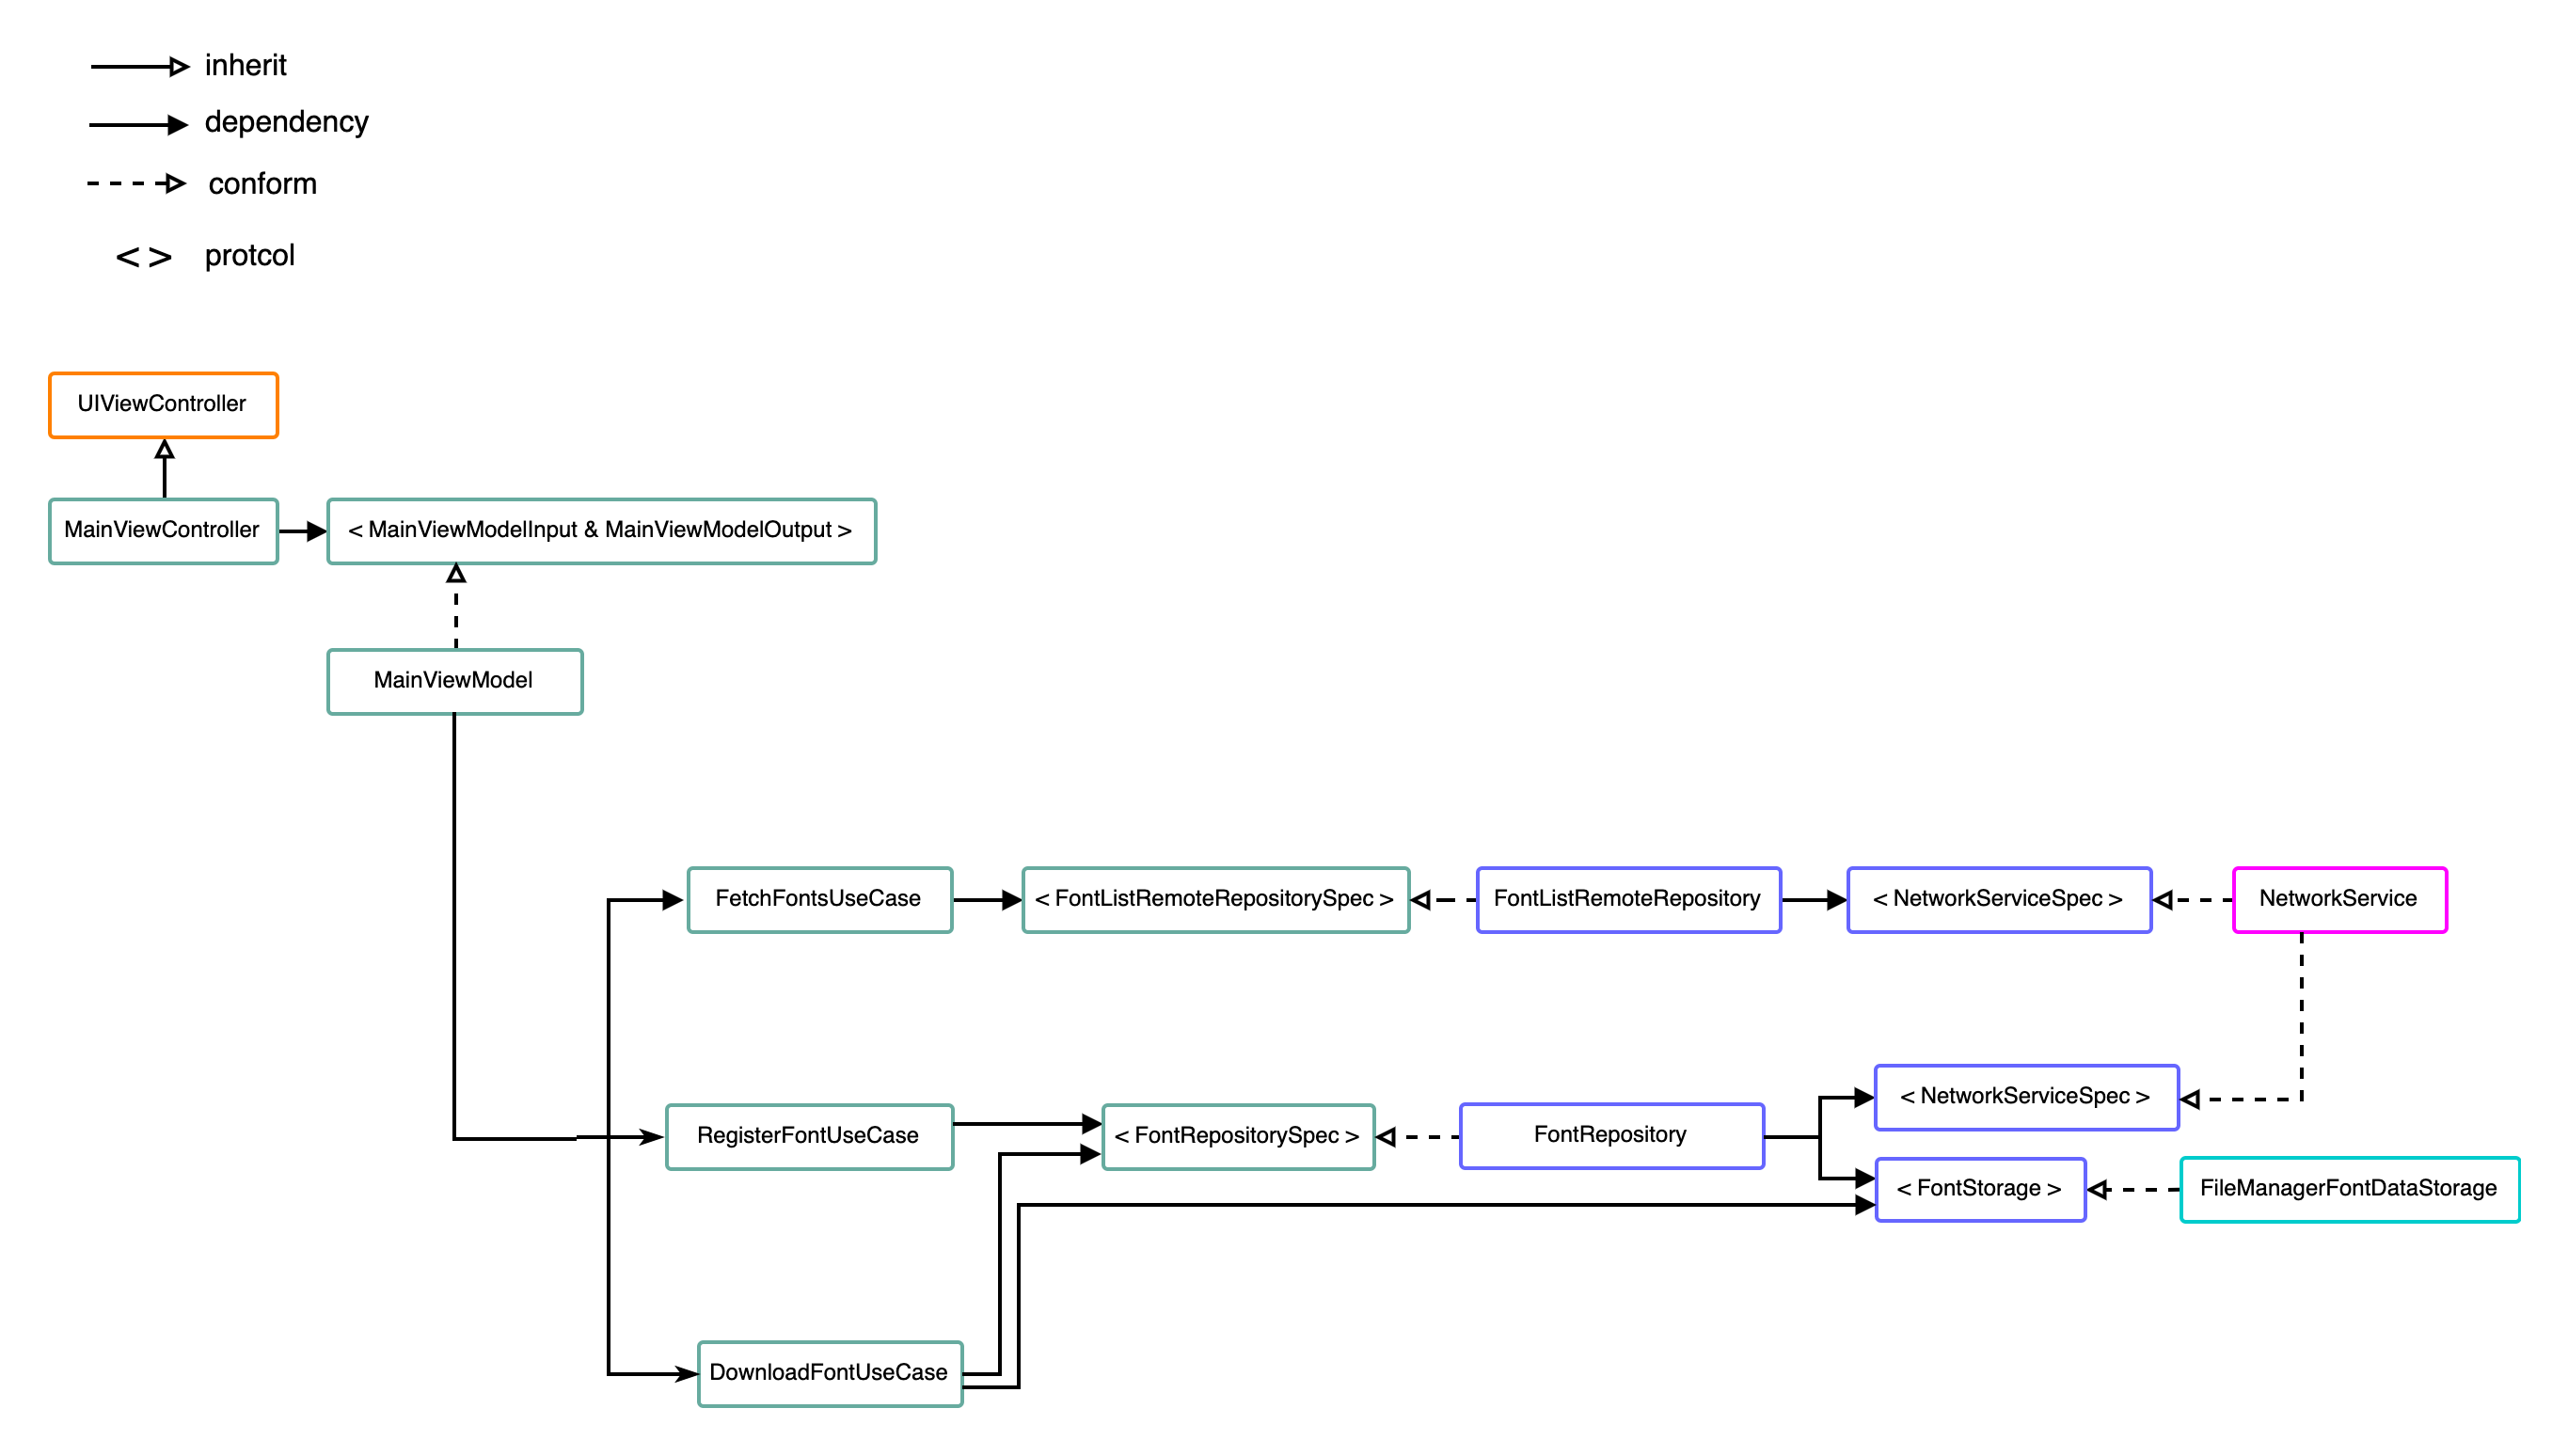 inherit
dependency
conform
< > protcol
UIViewController
MainViewController
< MainViewModelInput & MainViewModelOutput >
MainViewModel
FetchFontsUseCase
< FontListRemoteRepositorySpec >
FontListRemoteRepository
< NetworkServiceSpec >
NetworkService
< NetworkServiceSpec >
RegisterFontUseCase
< FontRepositorySpec >
FontRepository
< FontStorage >
FileManagerFontDataStorage
DownloadFontUseCase